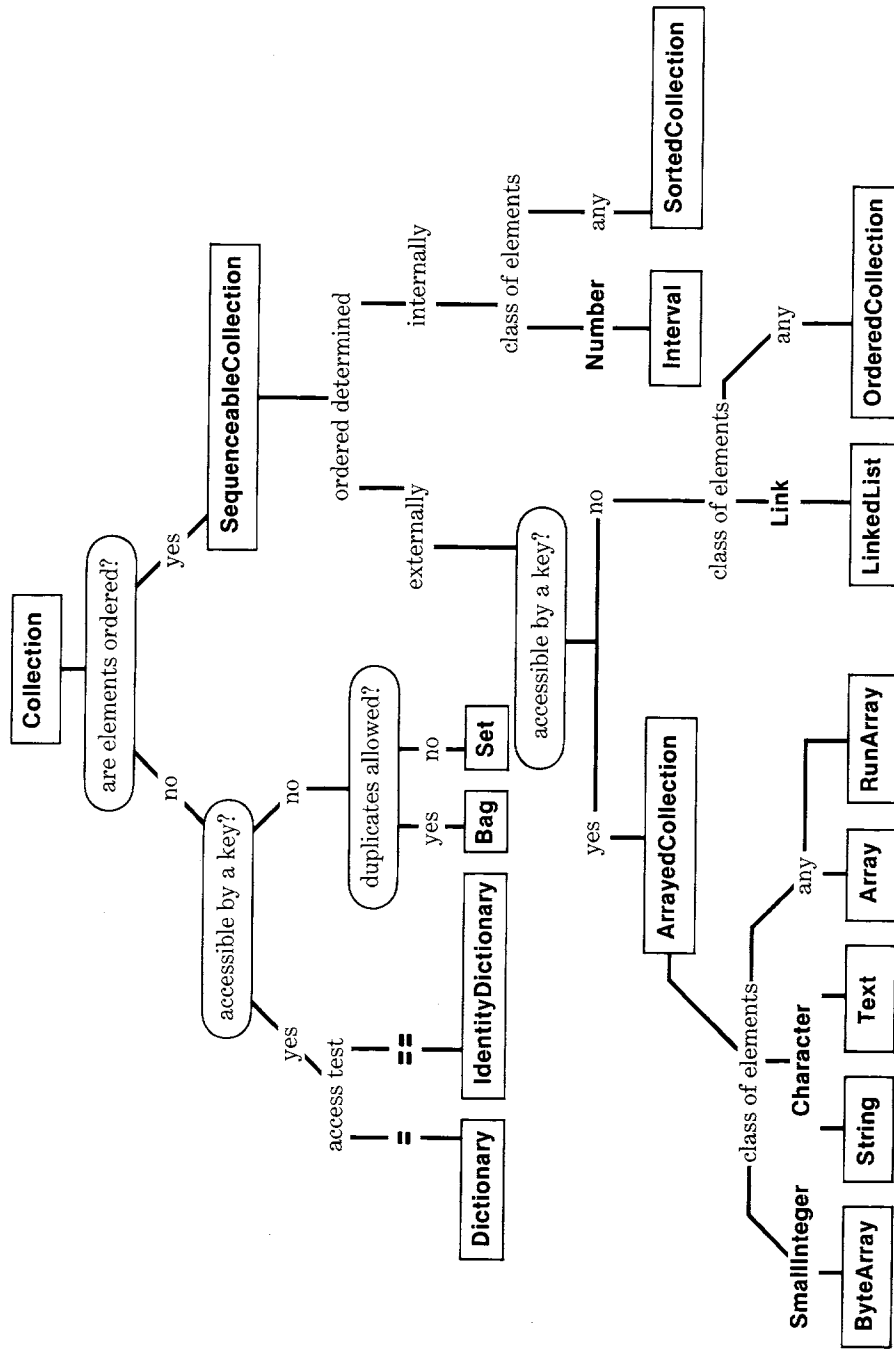 Collection
are elements ordered?
no
yes
accessible by a key?
SequenceableCollection
yes
no
access test
duplicates allowed?
ordered determined
=
==
yes
no
externally
internally
Dictionary
IdentityDictionary
Bag
Set
accessible by a key?
class of elements
yes
no
Number
any
ArrayedCollection
Interval
SortedCollection
class of elements
class of elements
SmallInteger
Character
any
Link
any
ByteArray
String
Text
Array
RunArray
LinkedList
OrderedCollection